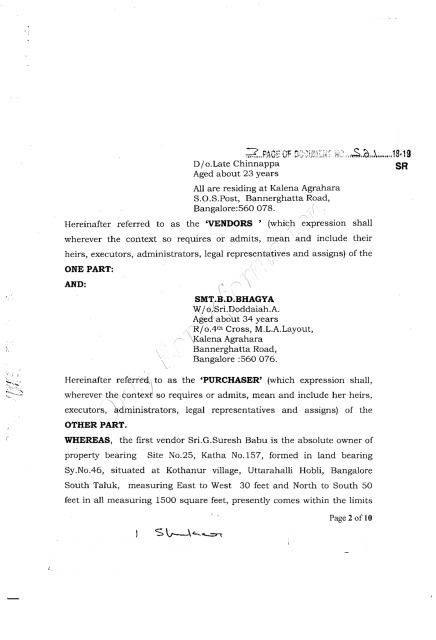 3 PAGE OF DOCUMENT NO. 521 18-19
SR
D/o.Late Chinnappa
Aged about 23 years
All are residing at Kalena Agrahara
S.O.S.Post, Bannerghatta Road,
Bangalore:560 078.
Hereinafter referred to as the ‘VENDORS ’ (which expression shall
wherever the context so requires or admits, mean and include their
heirs, executors, administrators, legal representatives and assigns) of the
ONE PART:
AND:
SMT.B.D.BHAGYA
W/o.Sri.Doddaiah.A.
Aged about 34 years
R/o.4th Cross, M.L.A.Layout,
Kalena Agrahara
Bannerghatta Road,
Bangalore :560 076.
Hereinafter referred to as the ‘PURCHASER’ (which expression shall,
wherever the context so requires or admits, mean and include her heirs,
executors, administrators, legal representatives and assigns) of the
OTHER PART.
WHEREAS, the first vendor Sri.G.Suresh Babu is the absolute owner of
property bearing Site No.25, Katha No.157, formed in land bearing
Sy.No.46, situated at Kothanur village, Uttarahalli Hobli, Bangalore
South Taluk, measuring East to West 30 feet and North to South 50
feet in all measuring 1500 square feet, presently comes within the limits
Page 2 of 10